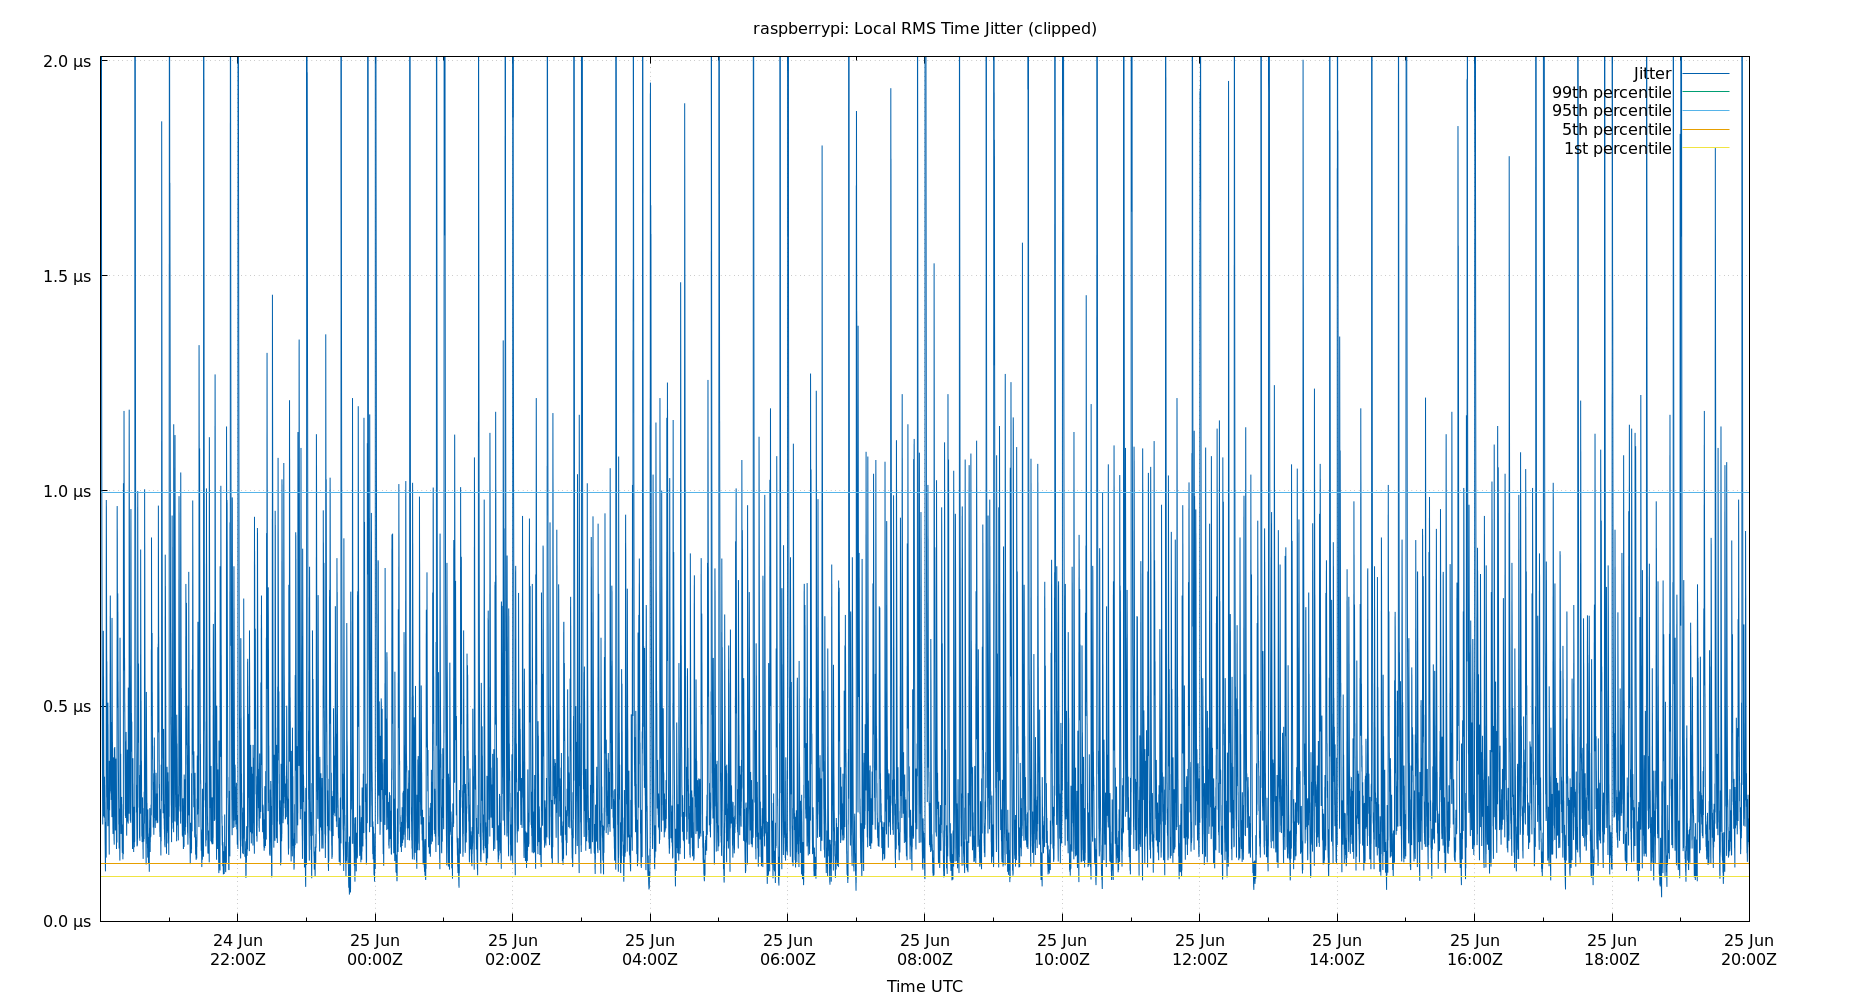 raspberrypi: Local RMS Time Jitter (clipped)
2.0 µs
1.5 µs
1.0 µs
0.5 µs
0.0 µs
Jitter
99th percentile
95th percentile
5th percentile
1st percentile
24 Jun 25 Jun 25 Jun 25 Jun 25 Jun 25 Jun 25 Jun 25 Jun 25 Jun 25 Jun 25 Jun 25 Jun
22:00Z 00:00Z 02:00Z 04:00Z 06:00Z 08:00Z 10:00Z 12:00Z 14:00Z 16:00Z 18:00Z 20:00Z
Time UTC